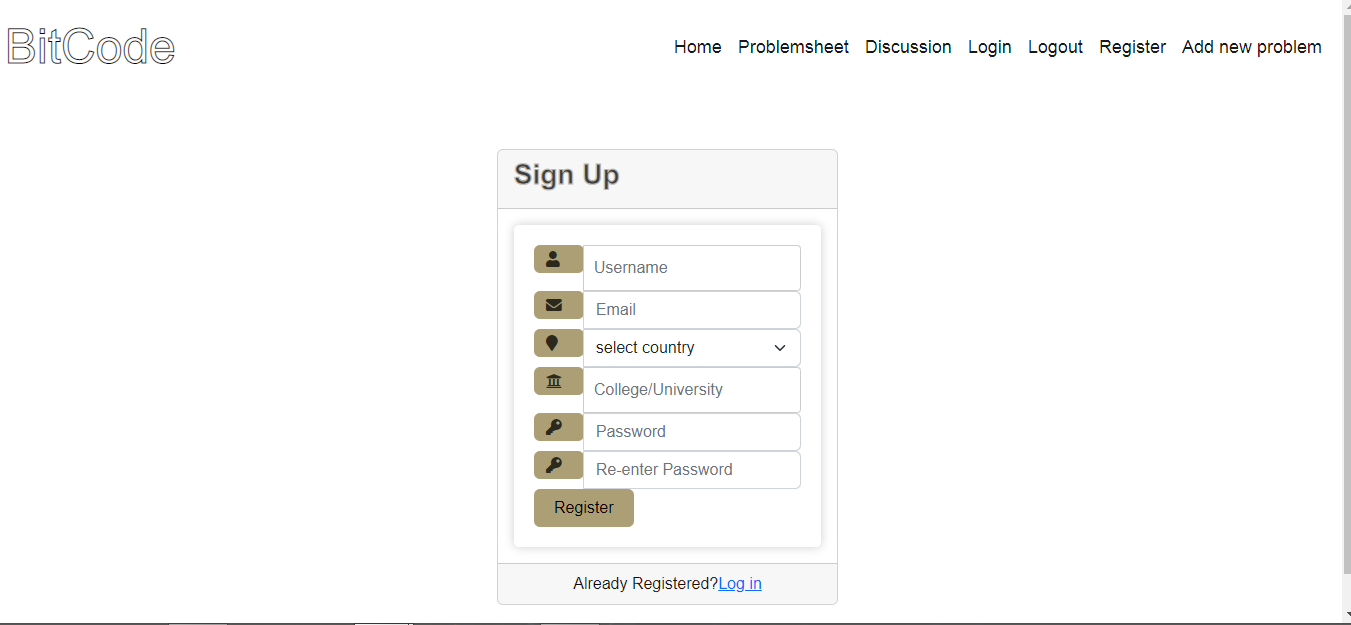 BitCode
Home Problemsheet Discussion Login Logout Register Add new problem
Sign Up
Username
Email
select country
College/University
Password
Re-enter Password
Register
Already Registered?Log in